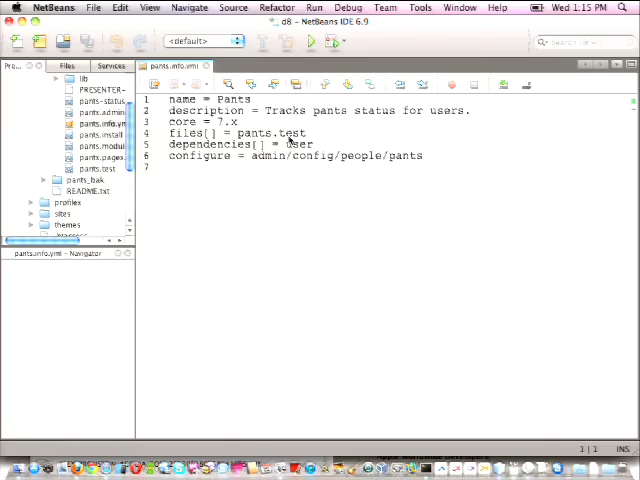 NetBeans File Edit View Navigate Source Refactor Run Debug Team Tools Window Help Wed 1:15 PM
d8 - NetBeans IDE 6.9
<default>
Search
Pre... Files Services
pants.info.yml
lib
PRESENTER-
pants-status
pants.admin
pants.info.ym
pants.install
pants.modul
pants.pages.
pants.test
pants_bak
README.txt
profiles
sites
themes
1 name = Pants
2 description = Tracks pants status for users.
3 core = 7.x
4 files[] = pants.test
5 dependencies[] = user
6 configure = admin/config/people/pants
7
pants.info.yml - Navigator
1 | 1 INS